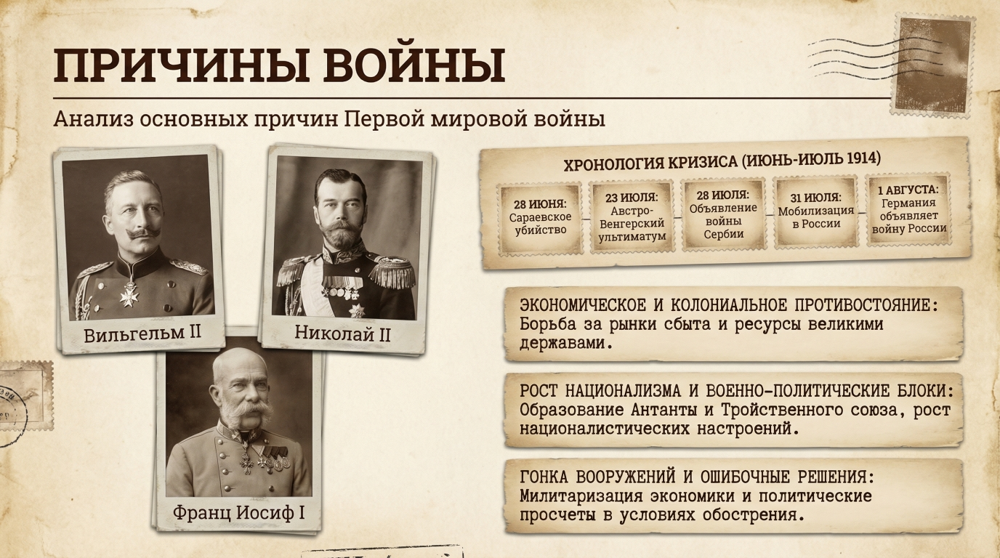 ПРИЧИНЫ ВОЙНЫ
Анализ основных причин Первой мировой войны
Вильгельм II
Николай II
Франц Иосиф I
ХРОНОЛОГИЯ КРИЗИСА (ИЮНЬ-ИЮЛЬ 1914)
28 ИЮНЯ:
Сараевское
убийство
23 ИЮЛЯ:
Австро-
Венгерский
ультиматум
28 ИЮЛЯ:
Объявление
войны
Сербии
31 ИЮЛЯ:
Мобилизация
в России
1 АВГУСТА:
Германия
объявляет
войну России
ЭКОНОМИЧЕСКОЕ И КОЛОНИАЛЬНОЕ ПРОТИВОСТОЯНИЕ:
Борьба за рынки сбыта и ресурсы великими
державами.
РОСТ НАЦИОНАЛИЗМА И ВОЕННО-ПОЛИТИЧЕСКИЕ БЛОКИ:
Образование Антанты и Тройственного союза, рост
националистических настроений.
ГОНКА ВООРУЖЕНИЙ И ОШИБОЧНЫЕ РЕШЕНИЯ:
Милитаризация экономики и политические
просчеты в условиях обострения.